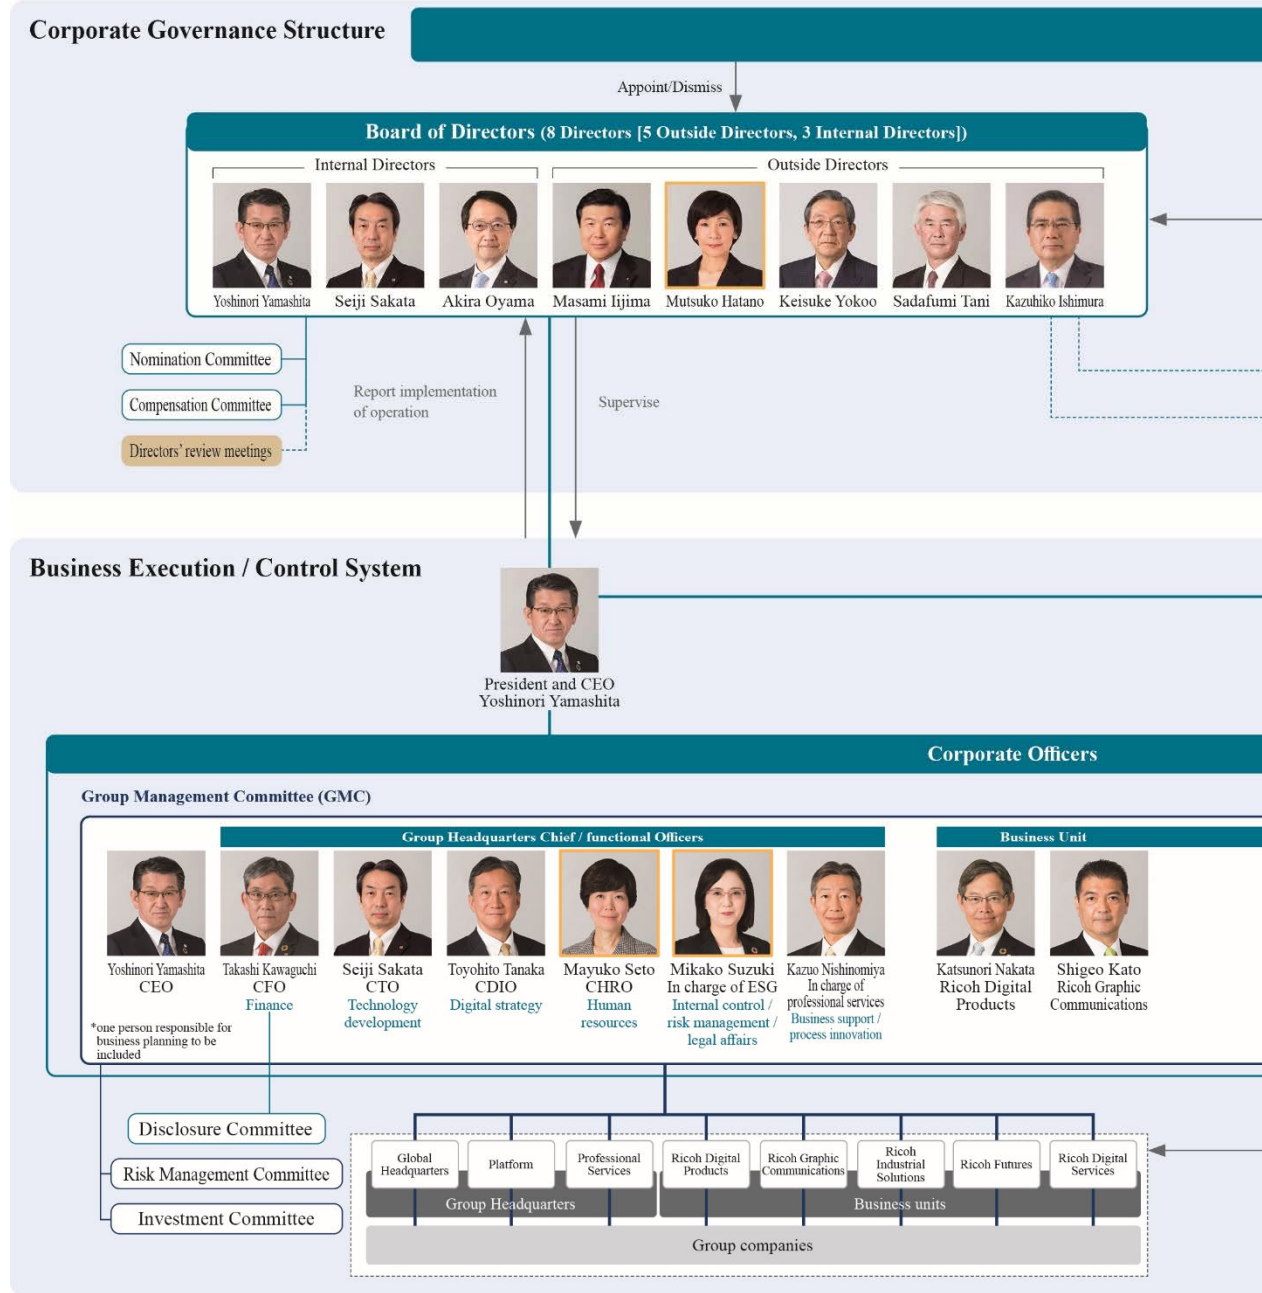 Corporate Governance Structure
Appoint/Dismiss
Board of Directors (8 Directors [5 Outside Directors, 3 Internal Directors])
Internal Directors
Outside Directors
Yoshinori Yamashita
Seiji Sakata
Akira Oyama
Masami Iijima
Mutsuko Hatano
Keisuke Yokoo
Sadafumi Tani
Kazuhiko Ishimura
Nomination Committee
Compensation Committee
Directors' review meetings
Report implementation
of operation
Supervise
Business Execution / Control System
President and CEO
Yoshinori Yamashita
Corporate Officers
Group Management Committee (GMC)
Group Headquarters Chief / functional Officers
Business Unit
Yoshinori Yamashita
CEO
Takashi Kawaguchi
CFO
Finance
Seiji Sakata
CTO
Technology
development
Toyohito Tanaka
CDIO
Digital strategy
Mayuko Seto
CHRO
Human
resources
Mikako Suzuki
In charge of ESG
Internal control /
risk management /
legal affairs
Kazuo Nishinomiya
In charge of
professional services
Business support /
process innovation
Katsunori Nakata
Ricoh Digital
Products
Shigeo Kato
Ricoh Graphic
Communications
*one person responsible for
business planning to be
included
Disclosure Committee
Risk Management Committee
Investment Committee
Global
Headquarters
Platform
Professional
Services
Ricoh Digital
Products
Ricoh Graphic
Communications
Ricoh
Industrial
Solutions
Ricoh Futures
Ricoh Digital
Services
Group Headquarters
Business units
Group companies